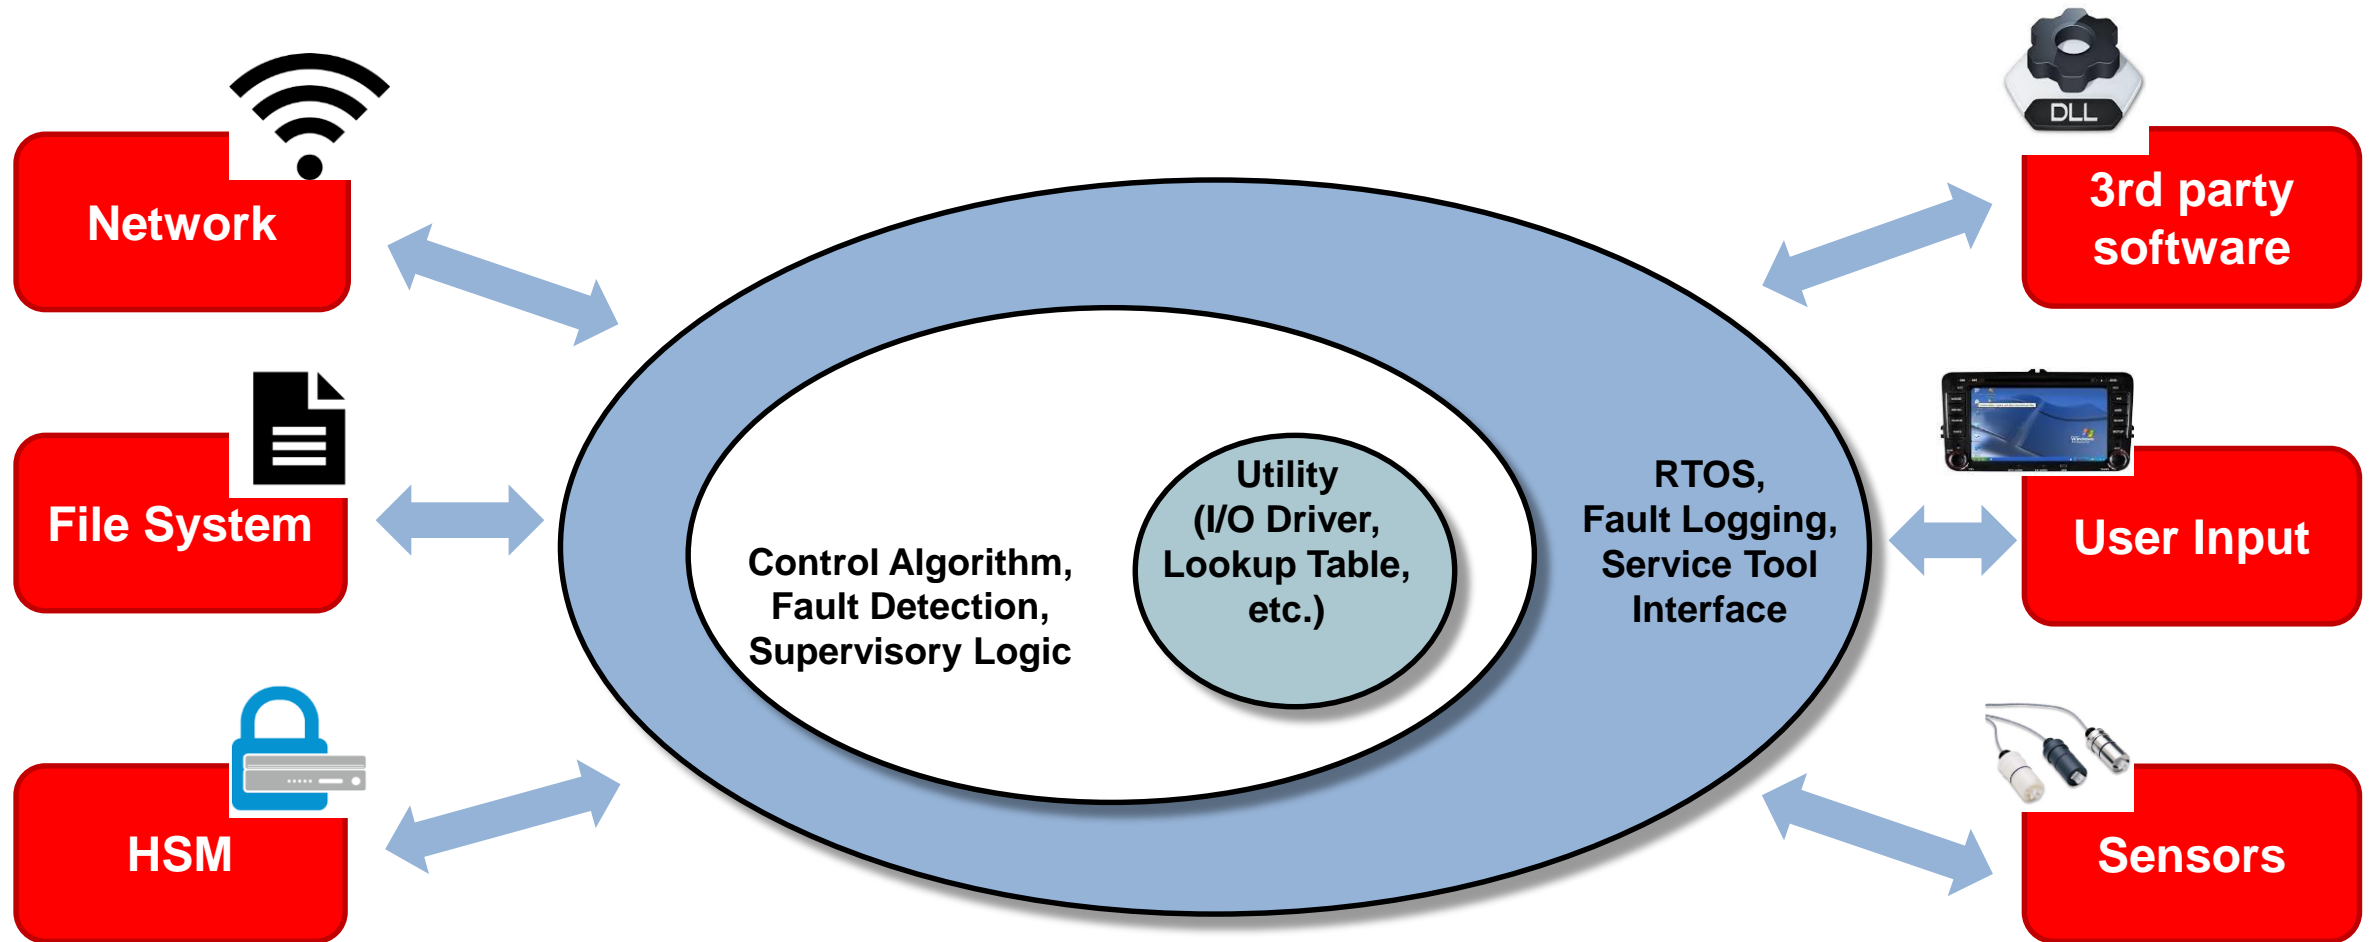 DLL
Network
3rd party
software
File System
Control Algorithm,
Fault Detection,
Supervisory Logic
Utility
(I/O Driver,
Lookup Table,
etc.)
RTOS,
Fault Logging,
Service Tool
Interface
User Input
HSM
Sensors